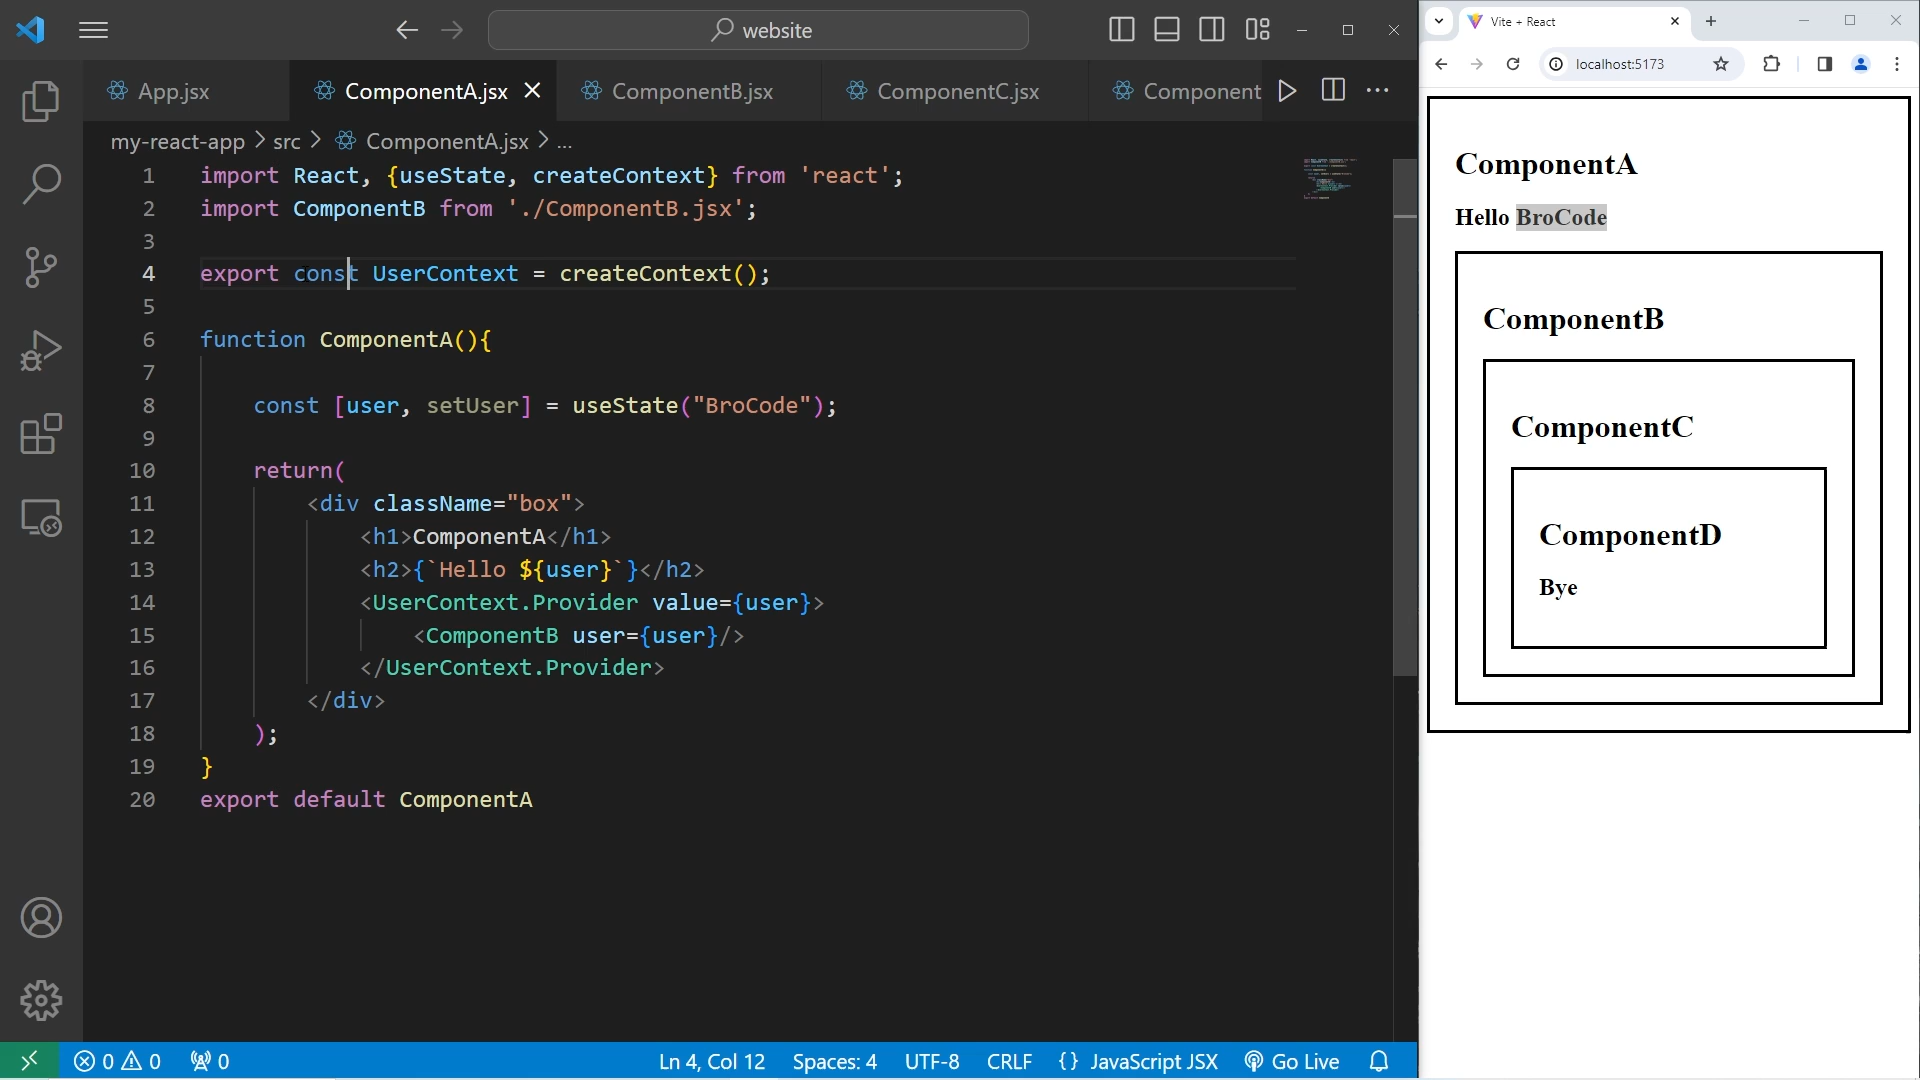 website
App.jsx
ComponentA.jsx
ComponentB.jsx
ComponentC.jsx
Component
my-react-app > src > ComponentA.jsx > ...
1 import React, {useState, createContext} from 'react';
2 import ComponentB from './ComponentB.jsx';
3
4 export const UserContext = createContext();
5
6 function ComponentA(){
7
8 const [user, setUser] = useState("BroCode");
9
10 return(
11 <div className="box">
12 <h1>ComponentA</h1>
13 <h2>{`Hello ${user}`}</h2>
14 <UserContext.Provider value={user}>
15 <ComponentB user={user}/>
16 </UserContext.Provider>
17 </div>
18 );
19 }
20 export default ComponentA
0 0 0
Ln 4, Col 12 Spaces: 4 UTF-8 CRLF {} JavaScript JSX Go Live
Vite + React
localhost:5173
ComponentA
Hello BroCode
ComponentB
ComponentC
ComponentD
Bye